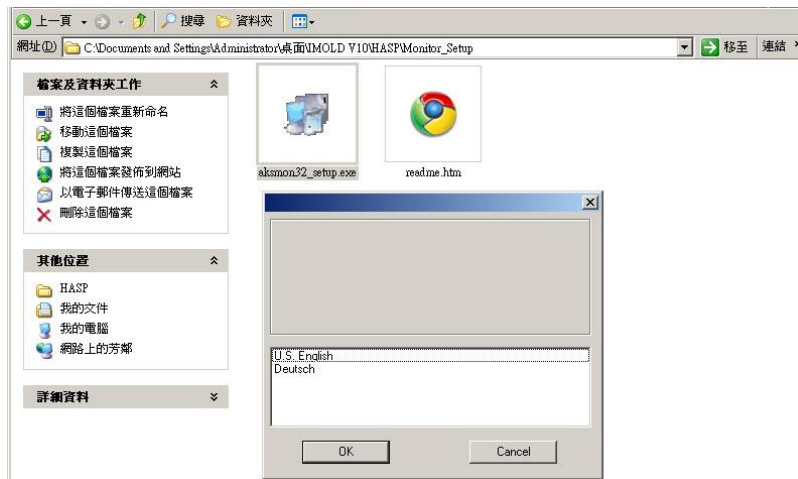 上一頁 搜尋 資料夾
網址(D) C:\Documents and Settings\Administrator\桌面\IMOLD V10\HASP\Monitor_Setup 移至 連結
檔案及資料夾工作
將這個檔案重新命名
移動這個檔案
複製這個檔案
將這個檔案發佈到網站
以電子郵件傳送這個檔案
刪除這個檔案
其他位置
HASP
我的文件
我的電腦
網路上的芳鄰
詳細資料
aksmon32_setup.exe
readme.htm
U.S. English
Deutsch
OK Cancel